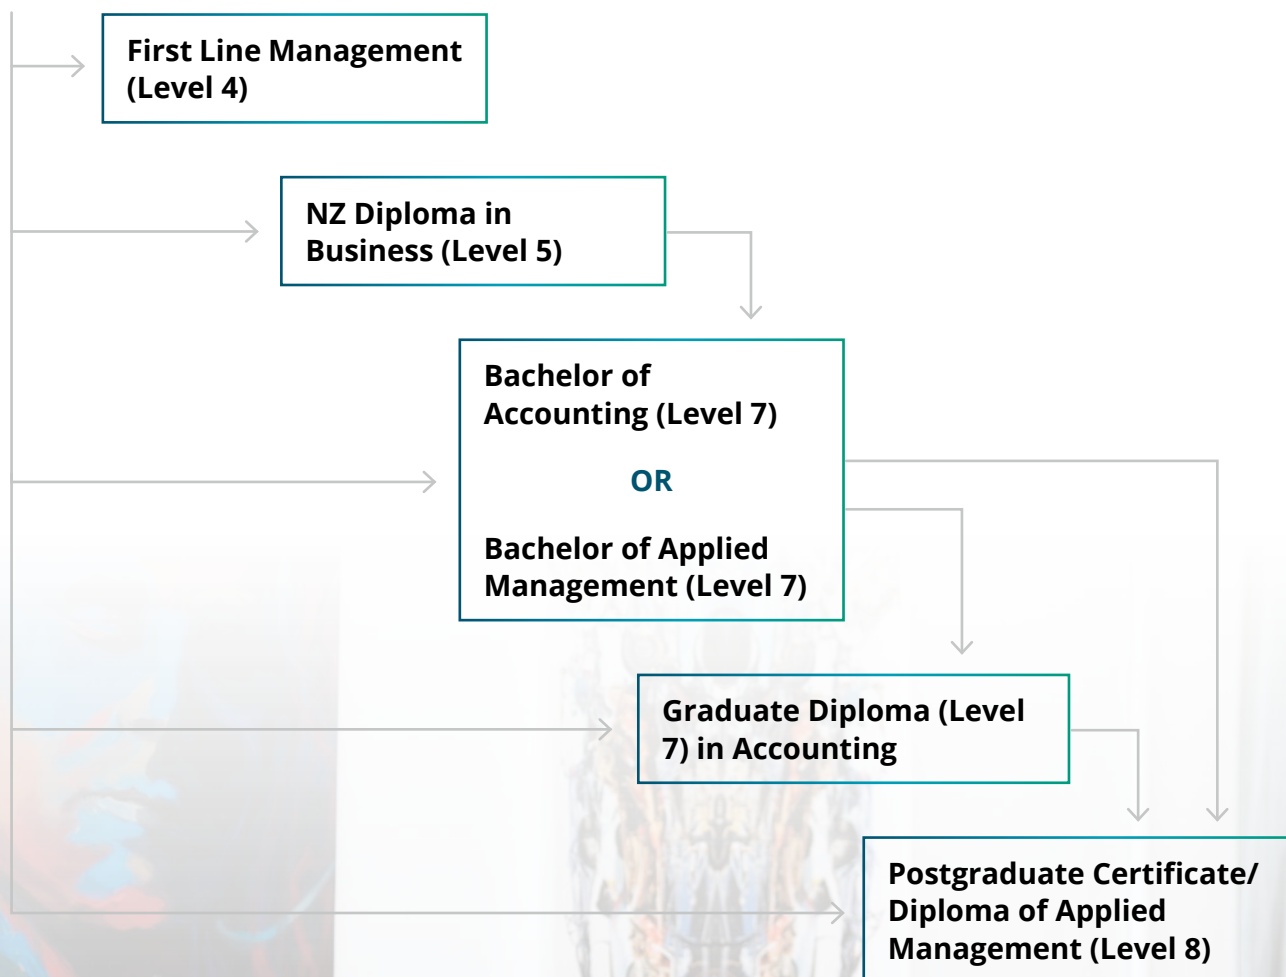 First Line Management
(Level 4)
NZ Diploma in
Business (Level 5)
Bachelor of
Accounting (Level 7)
OR
Bachelor of Applied
Management (Level 7)
Graduate Diploma (Level
7) in Accounting
Postgraduate Certificate/
Diploma of Applied
Management (Level 8)